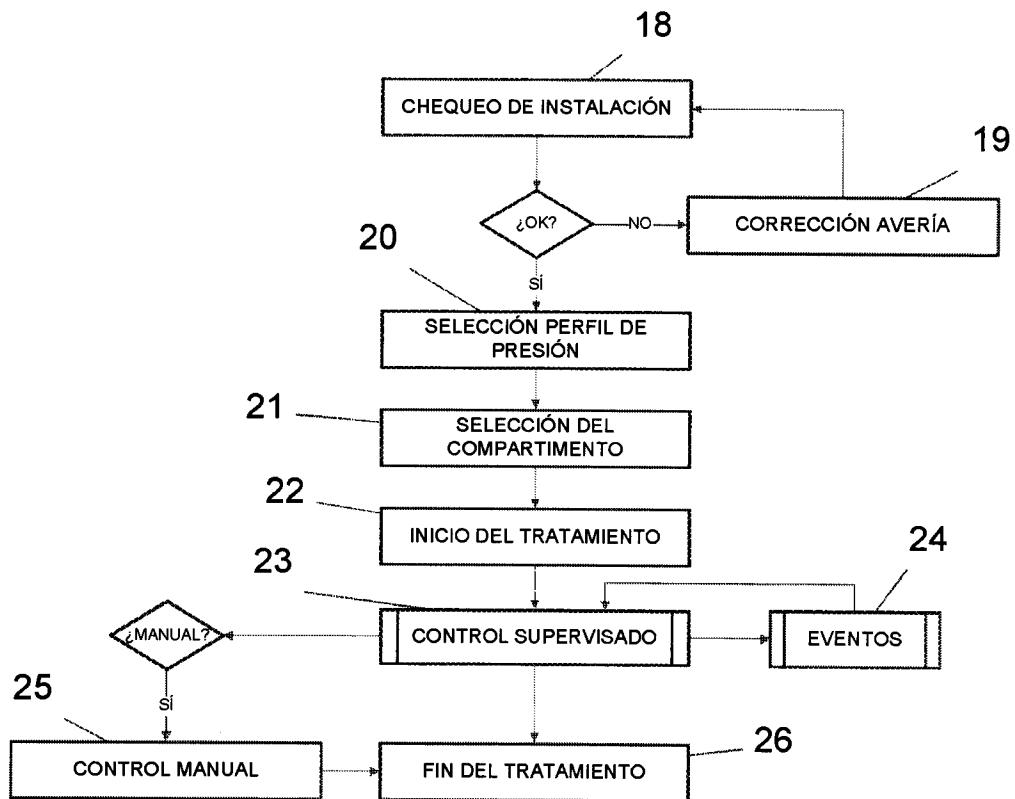 18
CHEQUEO DE INSTALACIÓN
19
CORRECCIÓN AVERÍA
¿OK?
NO
20
SÍ
SELECCIÓN PERFIL DE
PRESIÓN
21
SELECCIÓN DEL
COMPARTIMENTO
22
INICIO DEL TRATAMIENTO
23
24
¿MANUAL?
CONTROL SUPERVISADO
EVENTOS
25
SÍ
CONTROL MANUAL
FIN DEL TRATAMIENTO
26